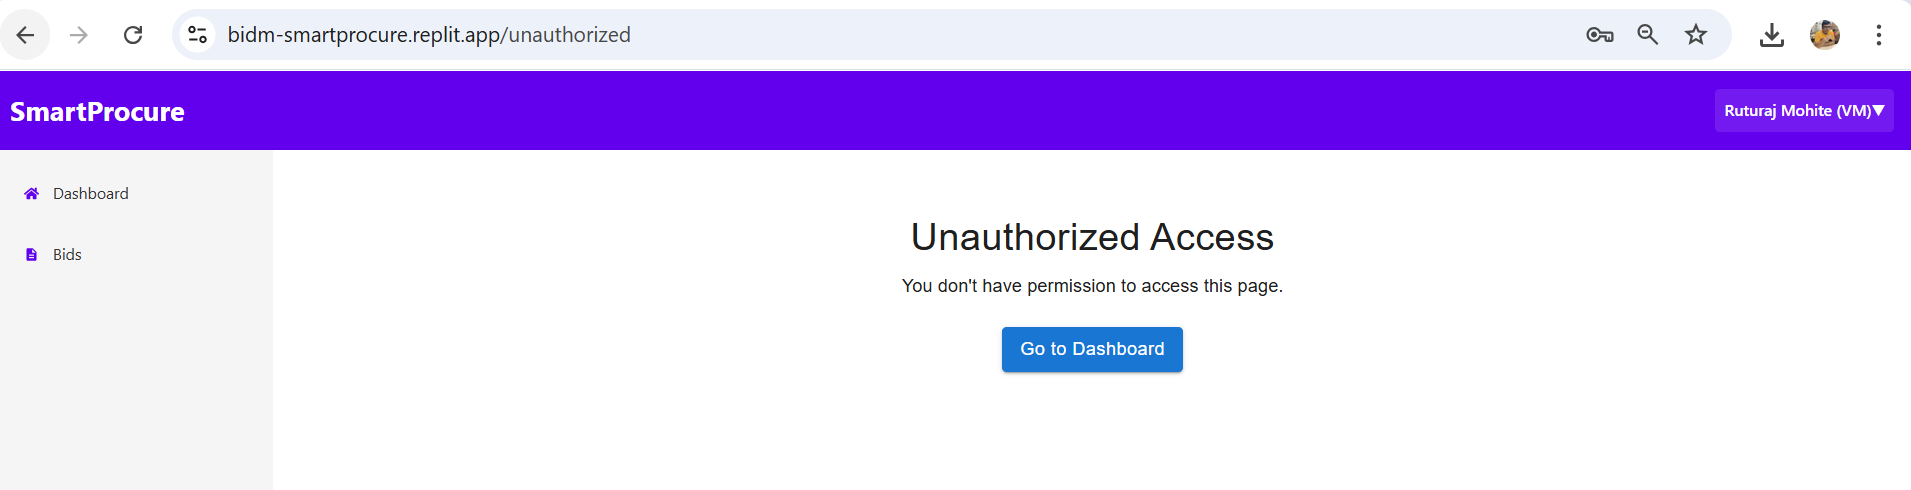 bidm-smartprocure.replit.app/unauthorized
SmartProcure
Ruturaj Mohite (VM)▼
Dashboard
Bids
Unauthorized Access
You don't have permission to access this page.
Go to Dashboard